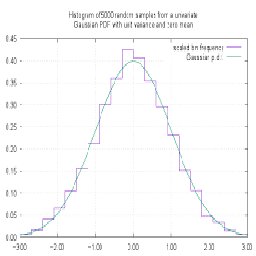 Histogram of 5000 random samples from a univariate
Gaussian PDF with unit variance and zero mean
scaled bin frequency
Gaussian p.d.f.
0.45
0.40
0.35
0.30
0.25
0.20
0.15
0.10
0.05
0.00
-3.00 -2.00 -1.00 0.00 1.00 2.00 3.00